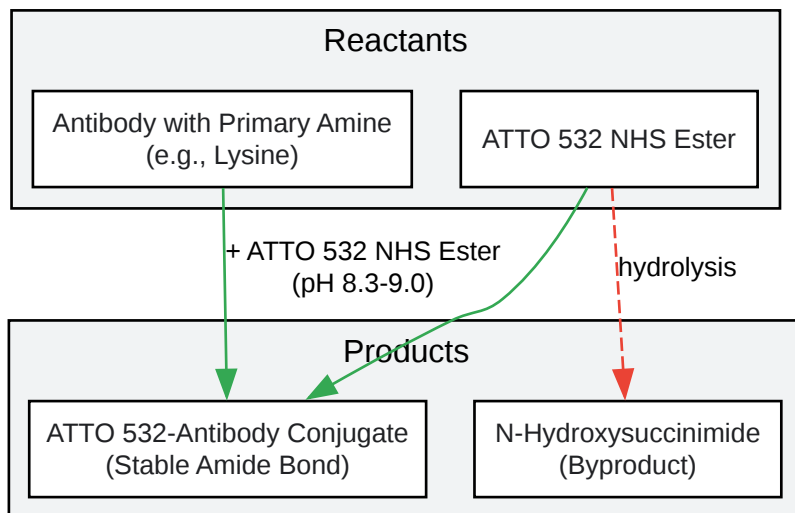 Reactants
Antibody with Primary Amine
(e.g., Lysine)
ATTO 532 NHS Ester
+ ATTO 532 NHS Ester
(pH 8.3-9.0)
hydrolysis
Products
ATTO 532-Antibody Conjugate
(Stable Amide Bond)
N-Hydroxysuccinimide
(Byproduct)